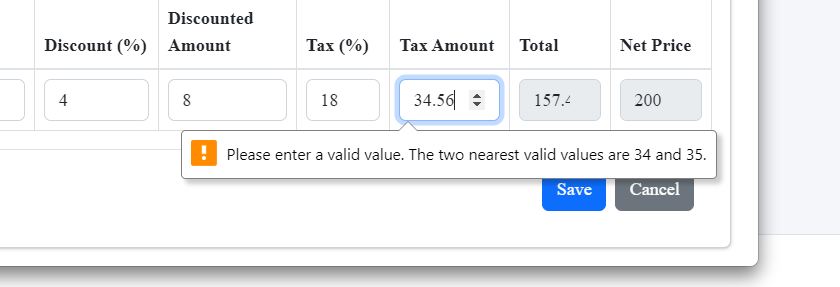 Discount (%) Discounted Amount Tax (%) Tax Amount Total Net Price
4 8 18 34.56 157.4 200
! Please enter a valid value. The two nearest valid values are 34 and 35.
Save Cancel